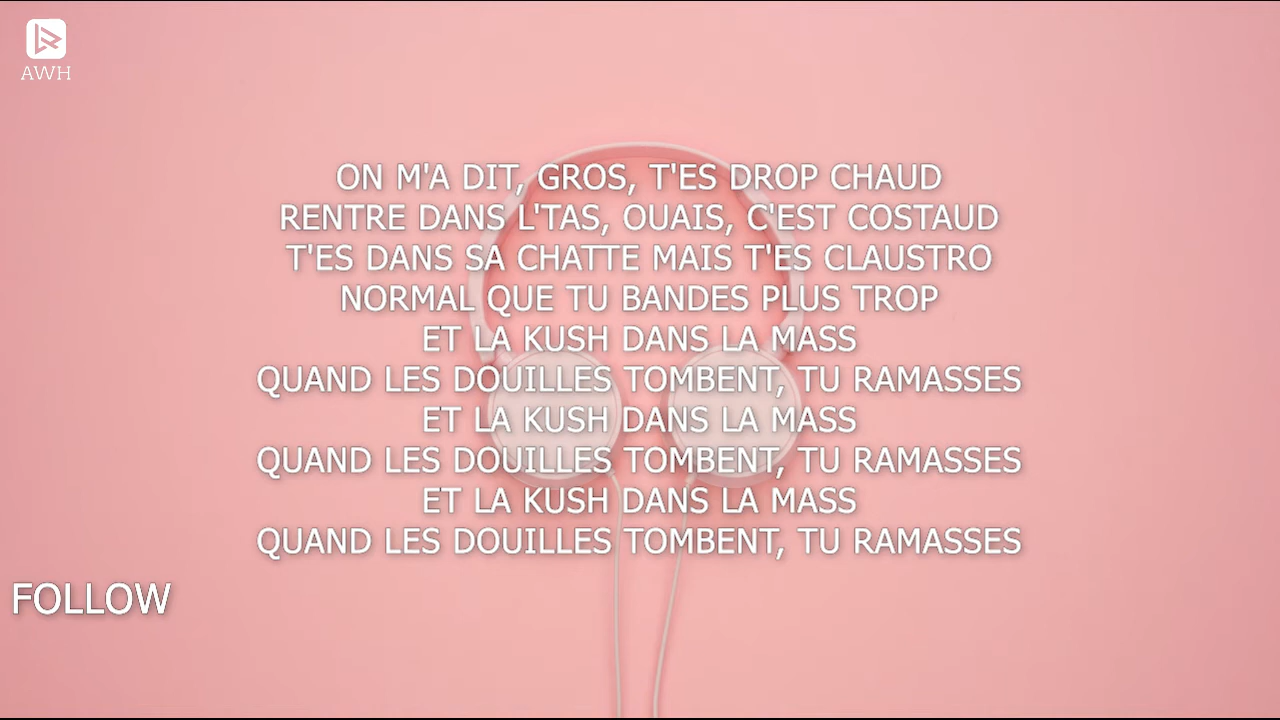 AWH
ON M'A DIT, GROS, T'ES DROP CHAUD
RENTRE DANS L'TAS, OUAIS, C'EST COSTAUD
T'ES DANS SA CHATTE MAIS T'ES CLAUSTRO
NORMAL QUE TU BANDES PLUS TROP
ET LA KUSH DANS LA MASS
QUAND LES DOUILLES TOMBENT, TU RAMASSES
ET LA KUSH DANS LA MASS
QUAND LES DOUILLES TOMBENT, TU RAMASSES
ET LA KUSH DANS LA MASS
QUAND LES DOUILLES TOMBENT, TU RAMASSES
FOLLOW